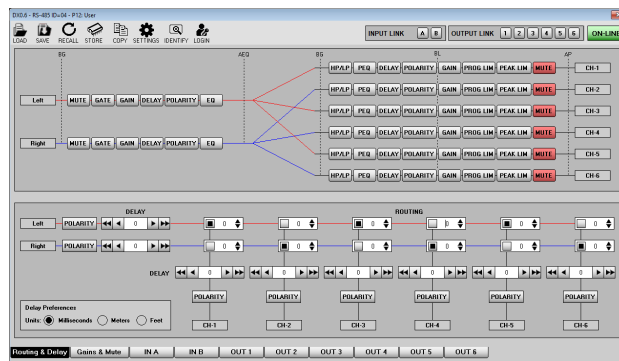 DX0.6 - RS-485 ID=04 - P12: User
LOAD SAVE RECALL STORE COPY SETTINGS IDENTIFY LOGIN
INPUT LINK A B OUTPUT LINK 1 2 3 4 5 6 ON-LINE
BG AEQ BG BL AP
HP/LP PEQ DELAY POLARITY GAIN PROG LIM PEAK LIM MUTE CH-1
HP/LP PEQ DELAY POLARITY GAIN PROG LIM PEAK LIM MUTE CH-2
Left MUTE GATE GAIN DELAY POLARITY EQ
HP/LP PEQ DELAY POLARITY GAIN PROG LIM PEAK LIM MUTE CH-3
HP/LP PEQ DELAY POLARITY GAIN PROG LIM PEAK LIM MUTE CH-4
Right MUTE GATE GAIN DELAY POLARITY EQ
HP/LP PEQ DELAY POLARITY GAIN PROG LIM PEAK LIM MUTE CH-5
HP/LP PEQ DELAY POLARITY GAIN PROG LIM PEAK LIM MUTE CH-6
DELAY ROUTING
Left POLARITY 0 0 0 0 0 0 0
Right POLARITY 0 0 0 0 0 0 0
DELAY 0 0 0 0 0 0
POLARITY POLARITY POLARITY POLARITY POLARITY POLARITY
Delay Preferences
Units: Milliseconds Meters Feet
CH-1 CH-2 CH-3 CH-4 CH-5 CH-6
Routing & Delay Gains & Mute IN A IN B OUT 1 OUT 2 OUT 3 OUT 4 OUT 5 OUT 6